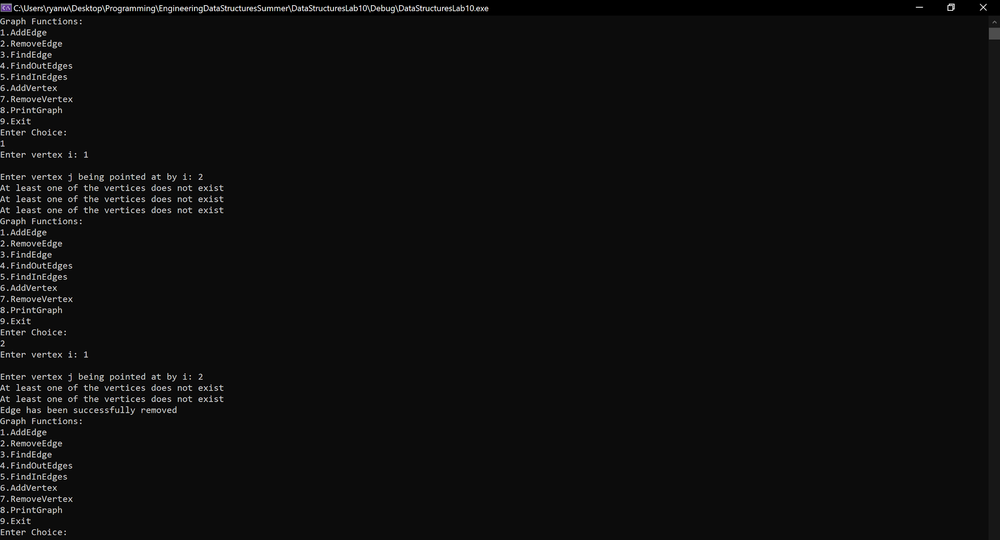 C:\Users\ryanw\Desktop\Programming\EngineeringDataStructuresSummer\DataStructuresLab10\Debug\DataStructuresLab10.exe
Graph Functions:
1.AddEdge
2.RemoveEdge
3.FindEdge
4.FindOutEdges
5.FindInEdges
6.AddVertex
7.RemoveVertex
8.PrintGraph
9.Exit
Enter Choice:
1
Enter vertex i: 1
Enter vertex j being pointed at by i: 2
At least one of the vertices does not exist
At least one of the vertices does not exist
At least one of the vertices does not exist
Graph Functions:
1.AddEdge
2.RemoveEdge
3.FindEdge
4.FindOutEdges
5.FindInEdges
6.AddVertex
7.RemoveVertex
8.PrintGraph
9.Exit
Enter Choice:
2
Enter vertex i: 1
Enter vertex j being pointed at by i: 2
At least one of the vertices does not exist
At least one of the vertices does not exist
Edge has been successfully removed
Graph Functions:
1.AddEdge
2.RemoveEdge
3.FindEdge
4.FindOutEdges
5.FindInEdges
6.AddVertex
7.RemoveVertex
8.PrintGraph
9.Exit
Enter Choice: